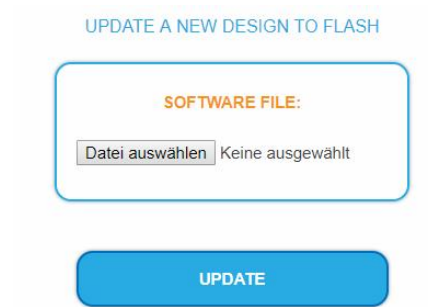 UPDATE A NEW DESIGN TO FLASH
SOFTWARE FILE:
Datei auswählen Keine ausgewählt
UPDATE